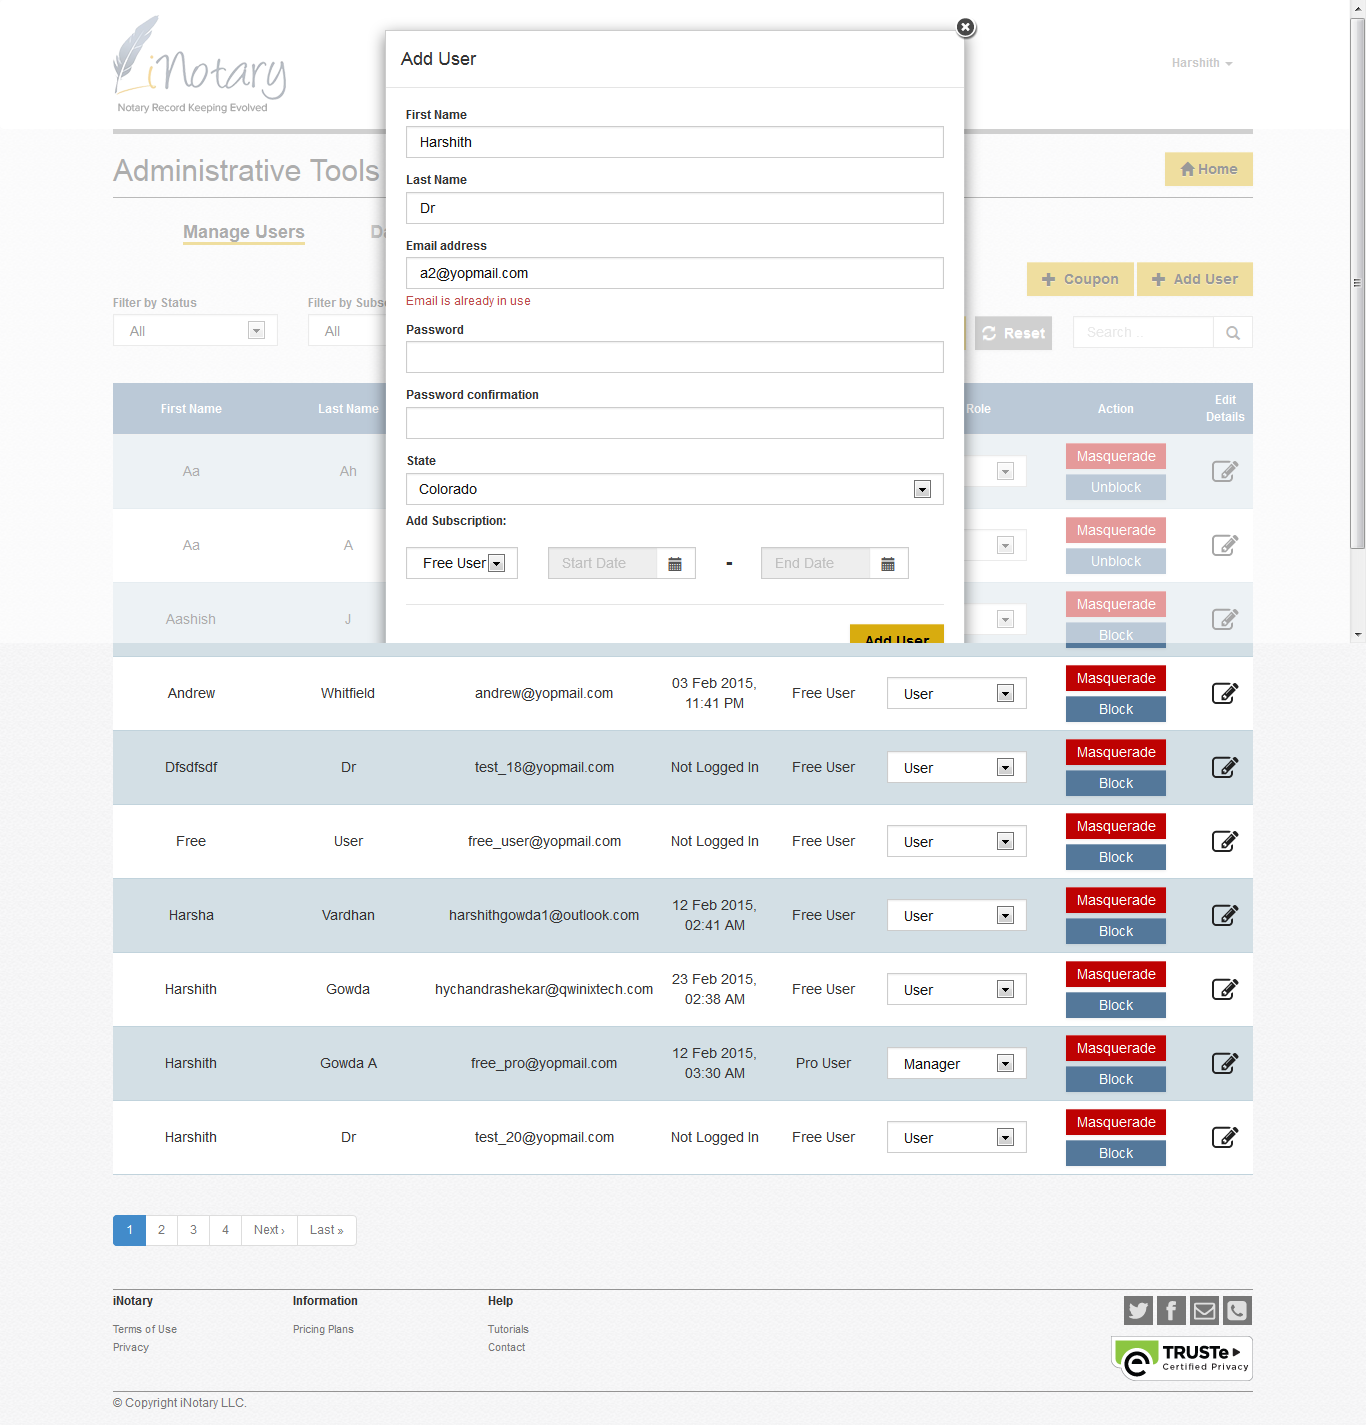 iNotary
Notary Record Keeping Evolved
Harshith
Administrative Tools
Home
Manage Users
Da
Coupon
Add User
Filter by Status
Filter by Subs
All
All
Reset
Search ..
Add User
First Name
Harshith
Last Name
Dr
Email address
a2@yopmail.com
Email is already in use
Password
Password confirmation
State
Colorado
Add Subscription:
Free User Start Date - End Date
Add User
First Name Last Name Role Action Edit Details
Aa Ah Masquerade
Unblock
Aa A Masquerade
Unblock
Aashish J Masquerade
Block
Andrew Whitfield andrew@yopmail.com 03 Feb 2015, 11:41 PM Free User User Masquerade
Block
Dfsdfsdf Dr test_18@yopmail.com Not Logged In Free User User Masquerade
Block
Free User free_user@yopmail.com Not Logged In Free User User Masquerade
Block
Harsha Vardhan harshithgowda1@outlook.com 12 Feb 2015, 02:41 AM Free User User Masquerade
Block
Harshith Gowda hychandrashekar@qwinixtech.com 23 Feb 2015, 02:38 AM Free User User Masquerade
Block
Harshith Gowda A free_pro@yopmail.com 12 Feb 2015, 03:30 AM Pro User Manager Masquerade
Block
Harshith Dr test_20@yopmail.com Not Logged In Free User User Masquerade
Block
1 2 3 4 Next › Last »
iNotary Information Help
Terms of Use Pricing Plans Tutorials
Privacy Contact
TRUSTe
Certified Privacy
© Copyright iNotary LLC.